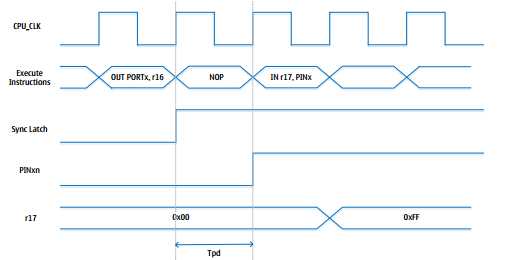 CPU_CLK
Execute
Instructions
OUT PORTx, r16
NOP
IN r17, PINx
Sync Latch
PINxn
r17
0x00
0xFF
Tpd